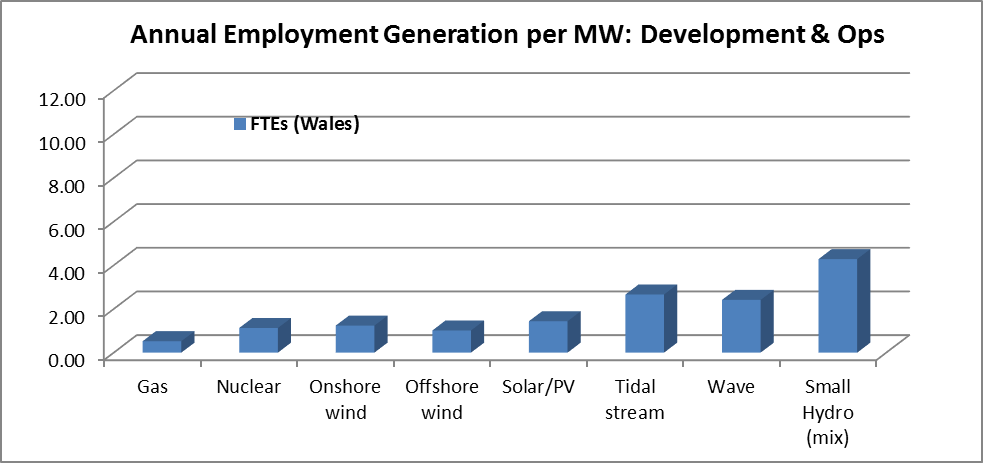 Annual Employment Generation per MW: Development & Ops
12.00
FTEs (Wales)
10.00
8.00
6.00
4.00
2.00
0.00
Gas Nuclear Onshore Offshore Solar/PV Tidal Wave Small
wind wind stream Hydro
(mix)